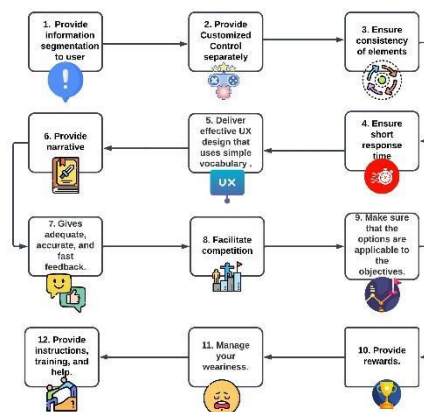 1. Provide
information
segmentation
to user
2. Provide
Customized
Control
separately
3. Ensure
consistency
of elements
4. Ensure
short
response
time
5. Deliver
effective UX
design that
uses simple
vocabulary .
UX
6. Provide
narrative
7. Gives
adequate,
accurate, and
fast feedback.
8. Facilitate
competition
9. Make sure
that the
options are
applicable to
the
objectives.
10. Provide
rewards.
11. Manage
your
weariness.
12. Provide
instructions,
training, and
help.